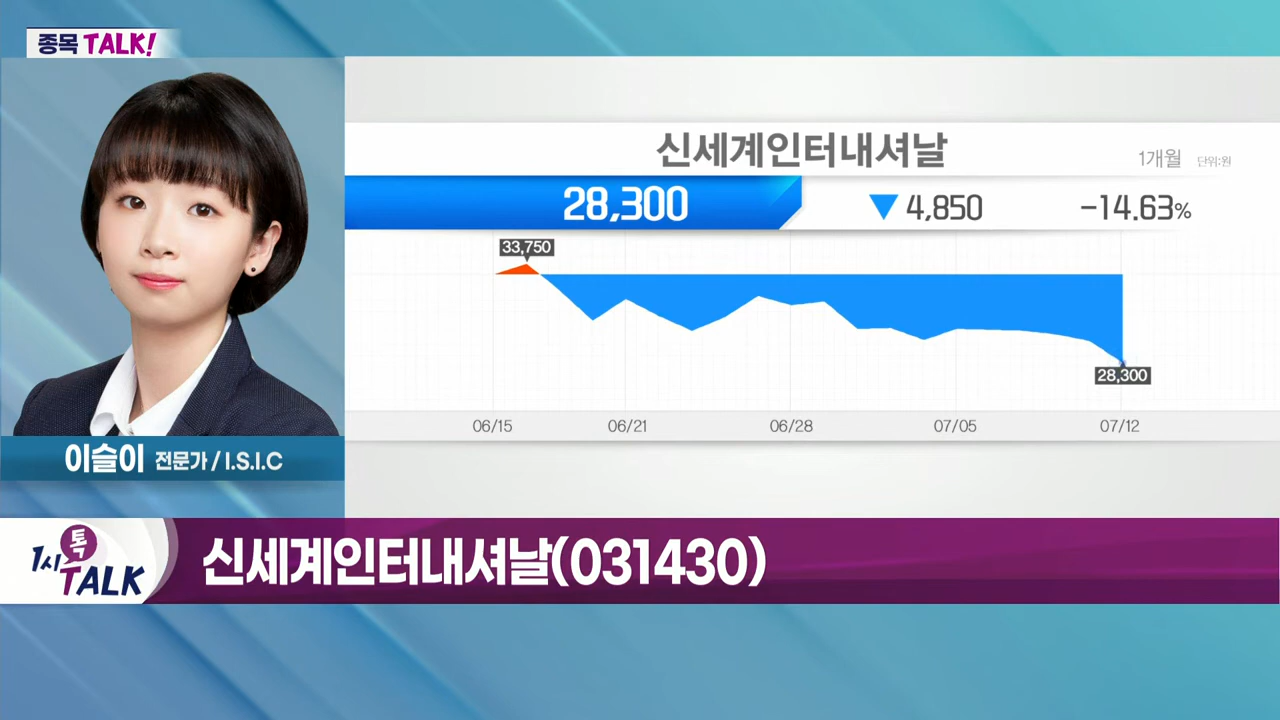 종목 TALK!
신세계인터내셔날
1개월 단위:원
28,300 ▼ 4,850 -14.63%
33,750
28,300
06/15 06/21 06/28 07/05 07/12
이슬이 전문가 / I.S.I.C
1시 톡 TALK
신세계인터내셔날(031430)